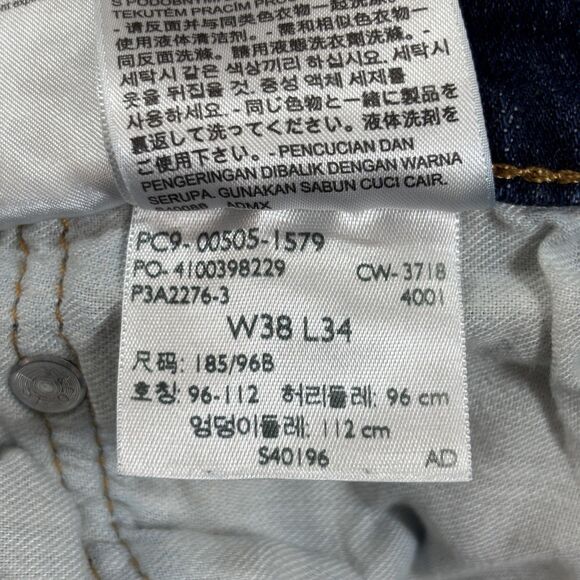 S PODOBNÝM
TEKUTÉM PRACÍM
- 请反面并与同类色衣物一起洗涤
使用液体清洁剂。- 需和相似色衣物一
同反面洗滌。請用液態洗衣劑洗滌。-
세탁시 같은 색상끼리 하십시요. 세탁시
옷을 뒤집을 것. 중성 액체 세제를
사용하세요. - 同じ色物と一緒に製品を
裏返して洗ってください。液体洗剤を
ご使用下さい。- PENCUCIAN DAN
PENGERINGAN DIBALIK DENGAN WARNA
SERUPA. GUNAKAN SABUN CUCI CAIR.
ADMX
PC9-00505-1579
PO-4100398229 CW-3718
P3A2276-3 4001
W38 L34
尺码: 185/96B
호칭: 96-112 허리둘레: 96 cm
엉덩이둘레: 112 cm
S40196 AD